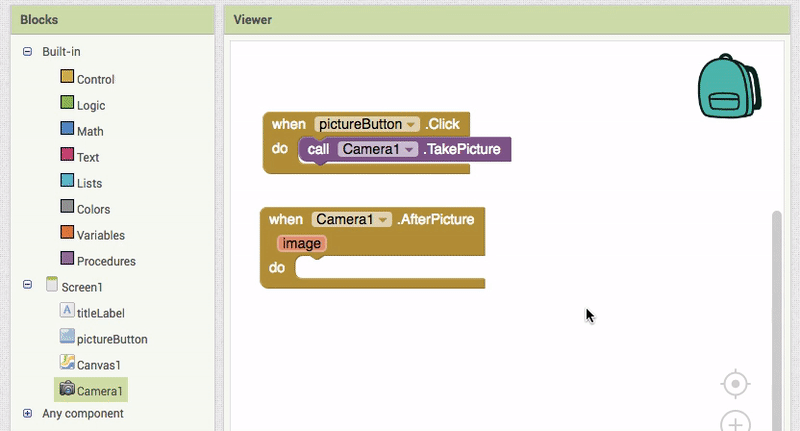 Blocks
Viewer
Built-in
Control
Logic
Math
Text
Lists
Colors
Variables
Procedures
Screen1
A titleLabel
pictureButton
Canvas1
Camera1
Any component
when pictureButton .Click
do call Camera1 .TakePicture
when Camera1 .AfterPicture
image
do